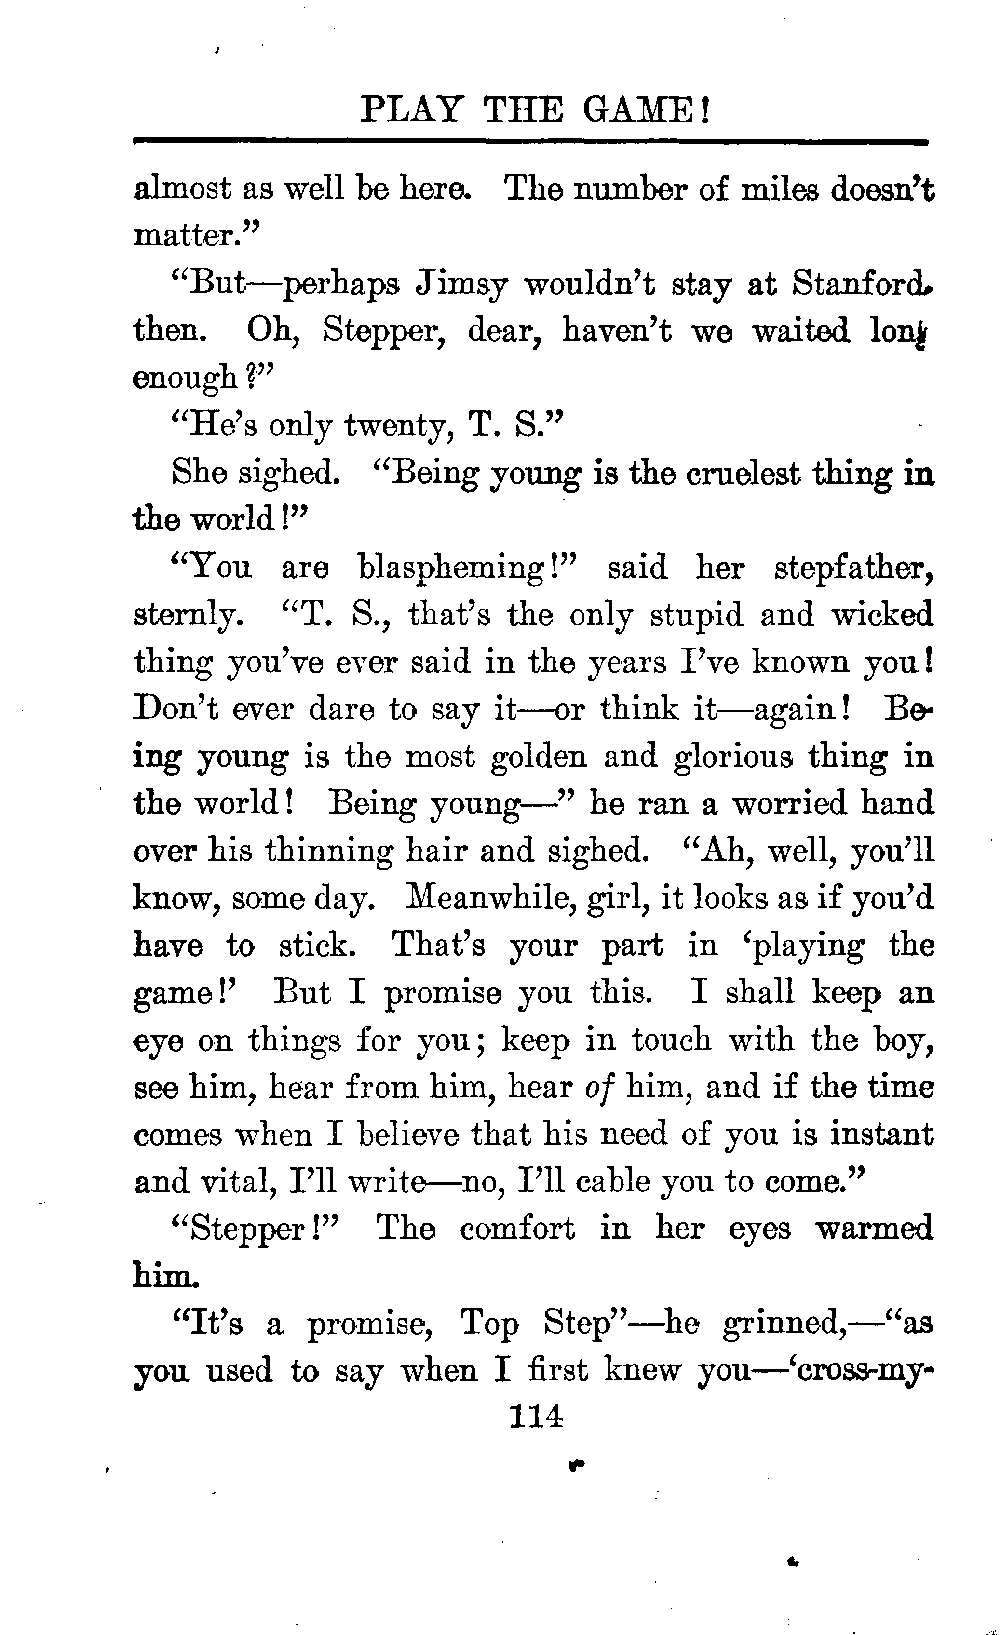 PLAY THE GAME!
almost as well be here. The number of miles doesn't
matter."
"But—perhaps Jimsy wouldn't stay at Stanford,
then. Oh, Stepper, dear, haven't we waited long
enough?"
"He's only twenty, T. S."
She sighed. "Being young is the cruelest thing in
the world!"
"You are blaspheming!" said her stepfather,
sternly. "T. S., that's the only stupid and wicked
thing you've ever said in the years I've known you!
Don't ever dare to say it—or think it—again! Be-
ing young is the most golden and glorious thing in
the world! Being young—" he ran a worried hand
over his thinning hair and sighed. "Ah, well, you'll
know, some day. Meanwhile, girl, it looks as if you'd
have to stick. That's your part in 'playing the
game!' But I promise you this. I shall keep an
eye on things for you; keep in touch with the boy,
see him, hear from him, hear of him, and if the time
comes when I believe that his need of you is instant
and vital, I'll write—no, I'll cable you to come."
"Stepper!" The comfort in her eyes warmed
him.
"It's a promise, Top Step"—he grinned,—"as
you used to say when I first knew you—'cross-my-
114